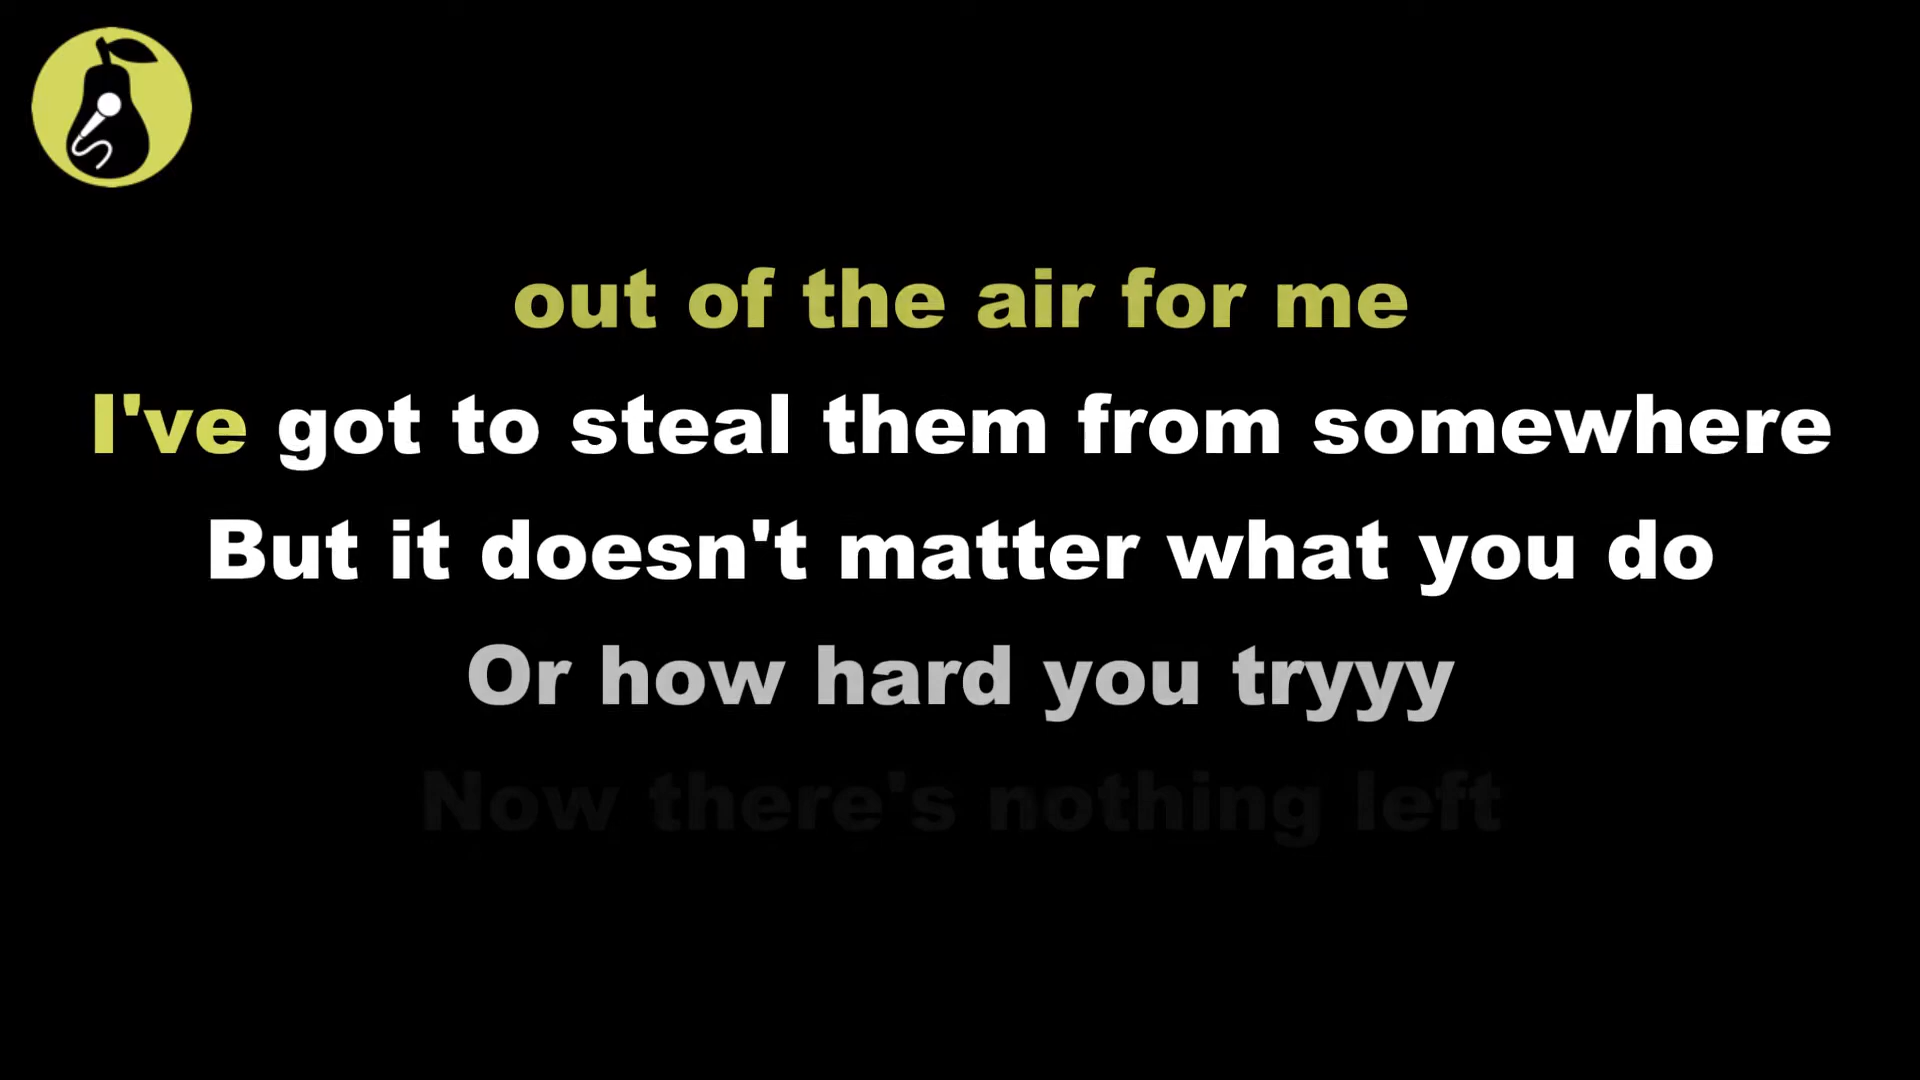 out of the air for me
I've got to steal them from somewhere
But it doesn't matter what you do
Or how hard you tryyy
Now there's nothing left